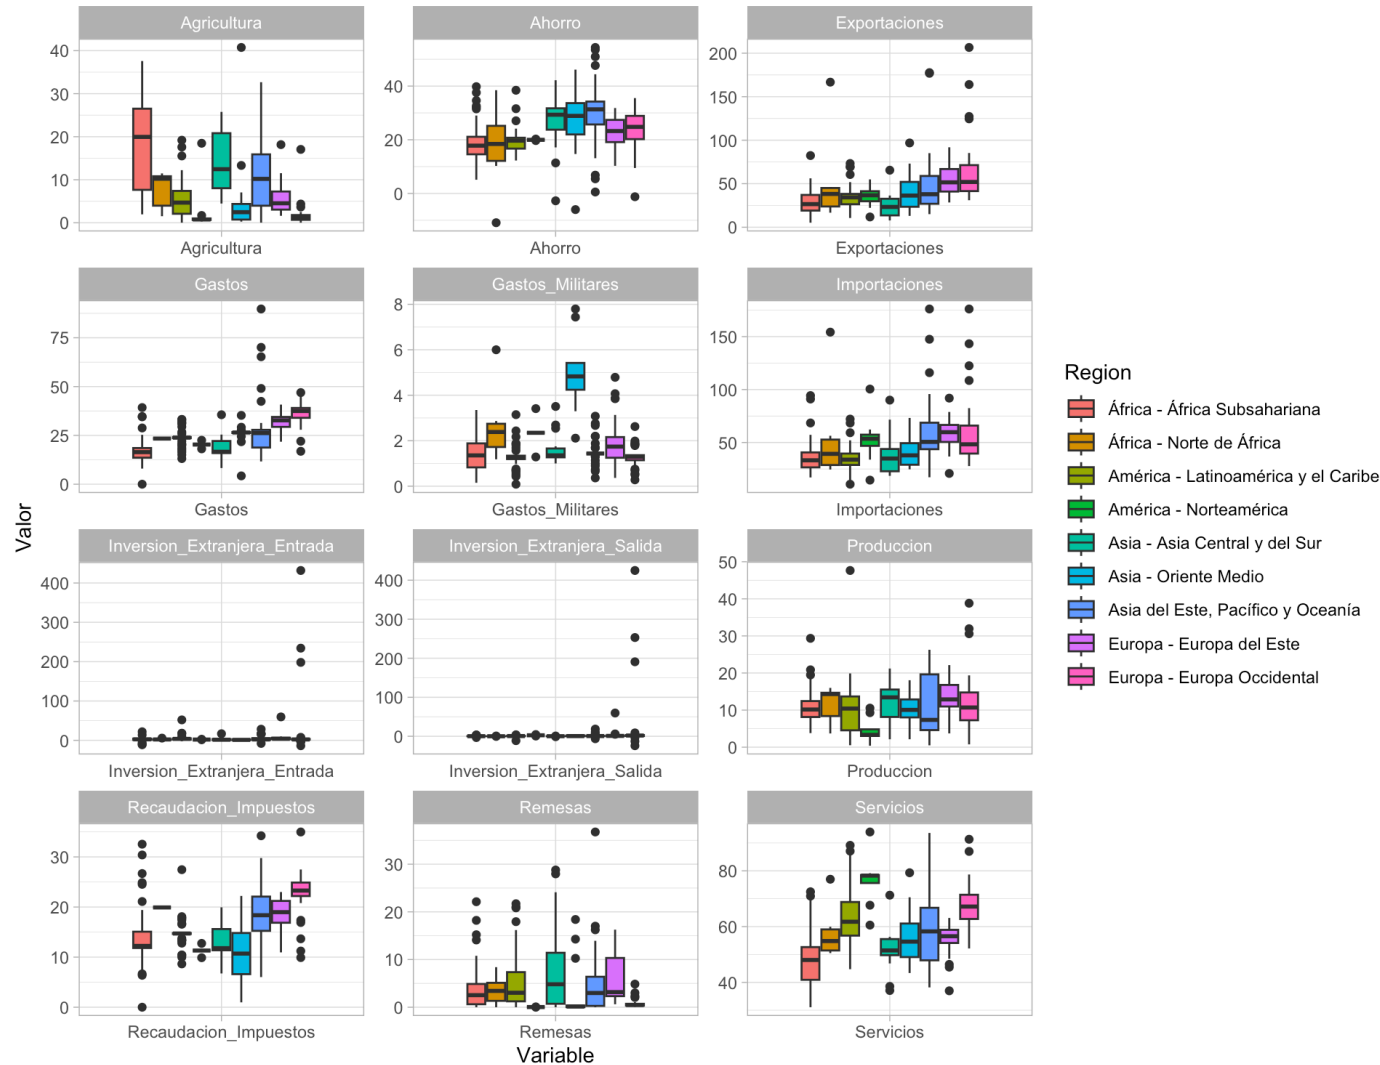 Agricultura
Ahorro
Exportaciones
40
30
20
10
0
40
20
0
200
150
100
50
0
Agricultura
Ahorro
Exportaciones
Gastos
Gastos_Militares
Importaciones
75
50
25
0
8
6
4
2
0
150
100
50
Gastos
Gastos_Militares
Importaciones
Inversion_Extranjera_Entrada
Inversion_Extranjera_Salida
Produccion
400
300
200
100
0
400
300
200
100
0
50
40
30
20
10
0
Inversion_Extranjera_Entrada
Inversion_Extranjera_Salida
Produccion
Recaudacion_Impuestos
Remesas
Servicios
30
20
10
0
30
20
10
0
80
60
40
Recaudacion_Impuestos
Remesas
Servicios
Valor
Variable
Region
África - África Subsahariana
África - Norte de África
América - Latinoamérica y el Caribe
América - Norteamérica
Asia - Asia Central y del Sur
Asia - Oriente Medio
Asia del Este, Pacífico y Oceanía
Europa - Europa del Este
Europa - Europa Occidental